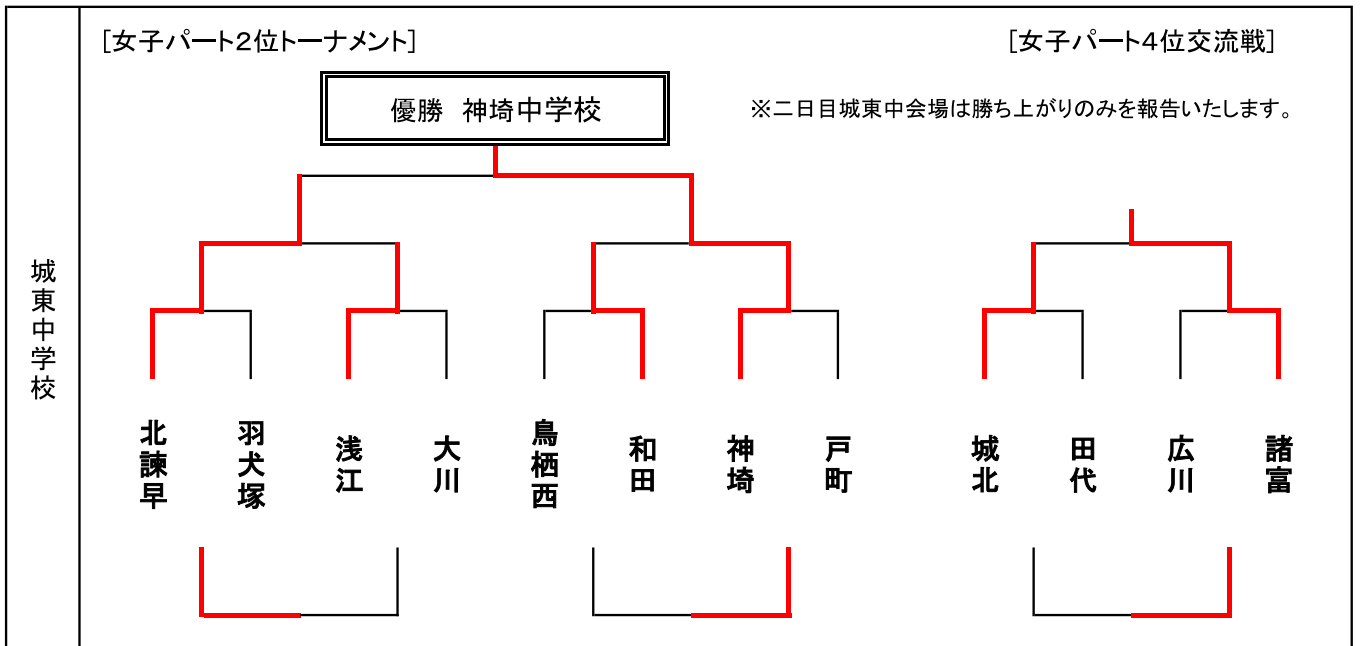 [女子パート2位トーナメント]
[女子パート4位交流戦]
優勝 神埼中学校
※二日目城東中会場は勝ち上がりのみを報告いたします。
城東中学校
北諫早
羽犬塚
浅江
大川
鳥栖西
和田
神埼
戸町
城北
田代
広川
諸富